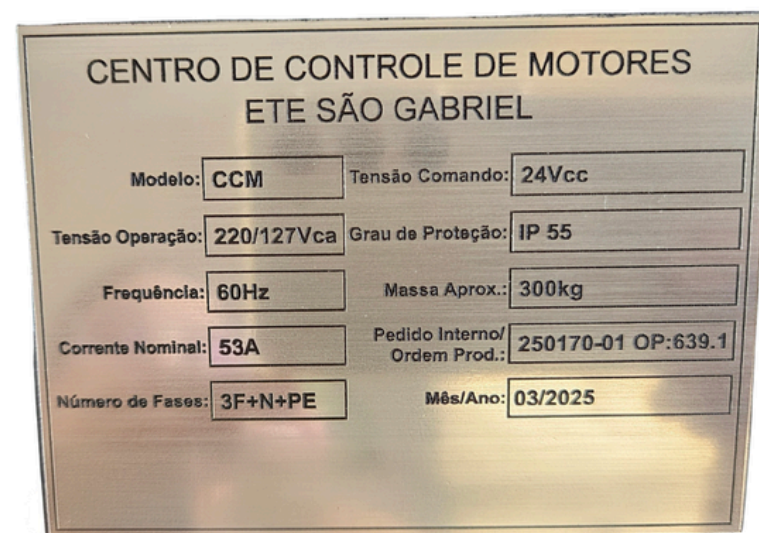 CENTRO DE CONTROLE DE MOTORES
ETE SÃO GABRIEL
Modelo: CCM Tensão Comando: 24Vcc
Tensão Operação: 220/127Vca Grau de Proteção: IP 55
Frequência: 60Hz Massa Aprox.: 300kg
Corrente Nominal: 53A Pedido Interno/
Ordem Prod.: 250170-01 OP:639.1
Número de Fases: 3F+N+PE Mês/Ano: 03/2025